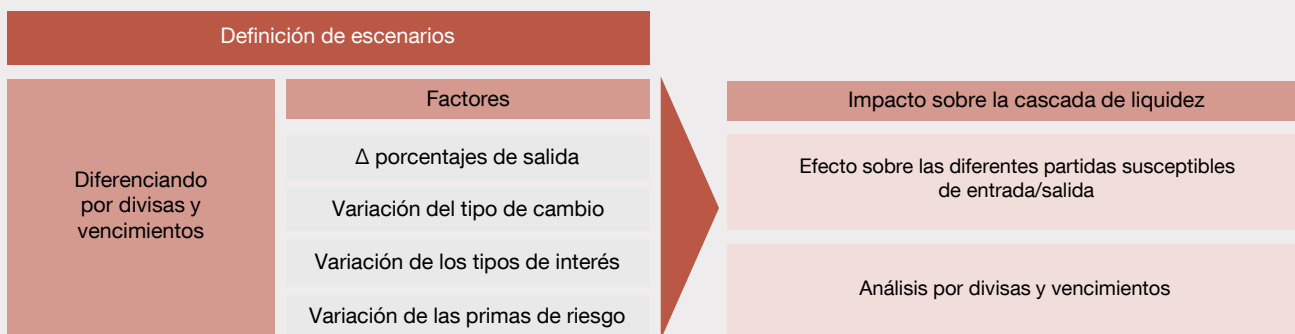 Definición de escenarios
Diferenciando
por divisas y
vencimientos
Factores
Δ porcentajes de salida
Variación del tipo de cambio
Variación de los tipos de interés
Variación de las primas de riesgo
Impacto sobre la cascada de liquidez
Efecto sobre las diferentes partidas susceptibles
de entrada/salida
Análisis por divisas y vencimientos